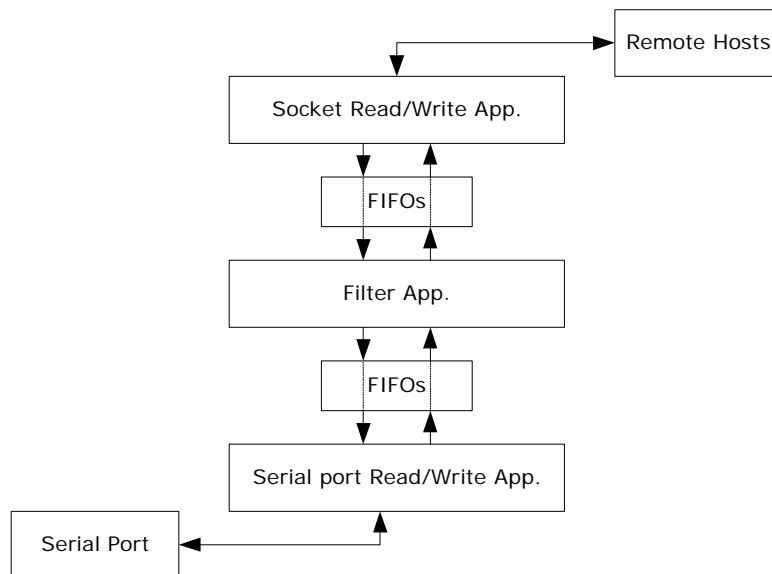 Remote Hosts
Socket Read/Write App.
FIFOs
Filter App.
FIFOs
Serial port Read/Write App.
Serial Port